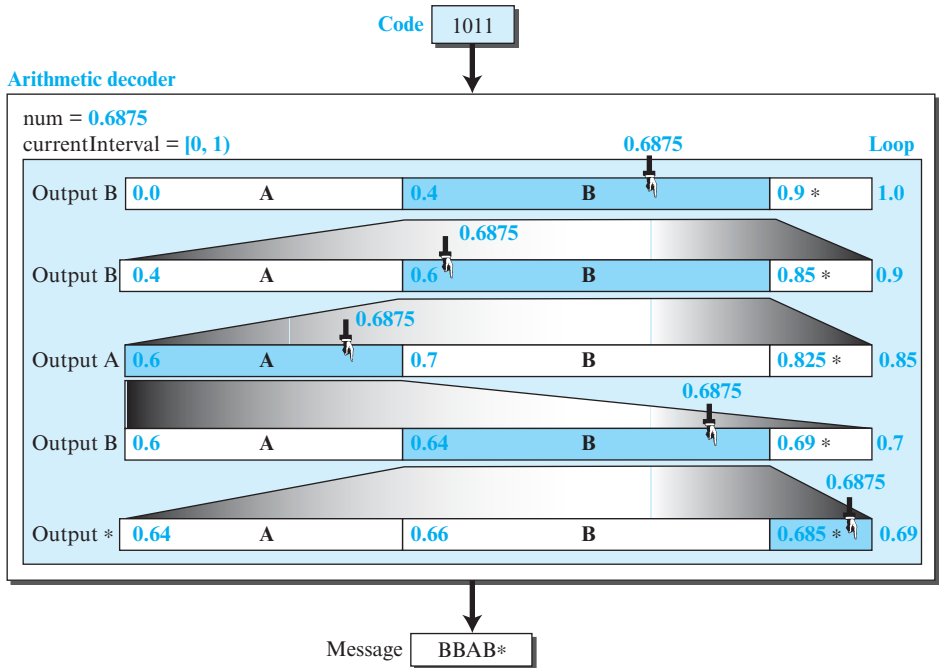 Code 1011
Arithmetic decoder
num = 0.6875
currentInterval = [0, 1) 0.6875 Loop
Output B 0.0 A 0.4 B 0.9 * 1.0
0.6875
Output B 0.4 A 0.6 B 0.85 * 0.9
0.6875
Output A 0.6 A 0.7 B 0.825 * 0.85
0.6875
Output B 0.6 A 0.64 B 0.69 * 0.7
0.6875
Output * 0.64 A 0.66 B 0.685 * 0.69
Message BBAB*